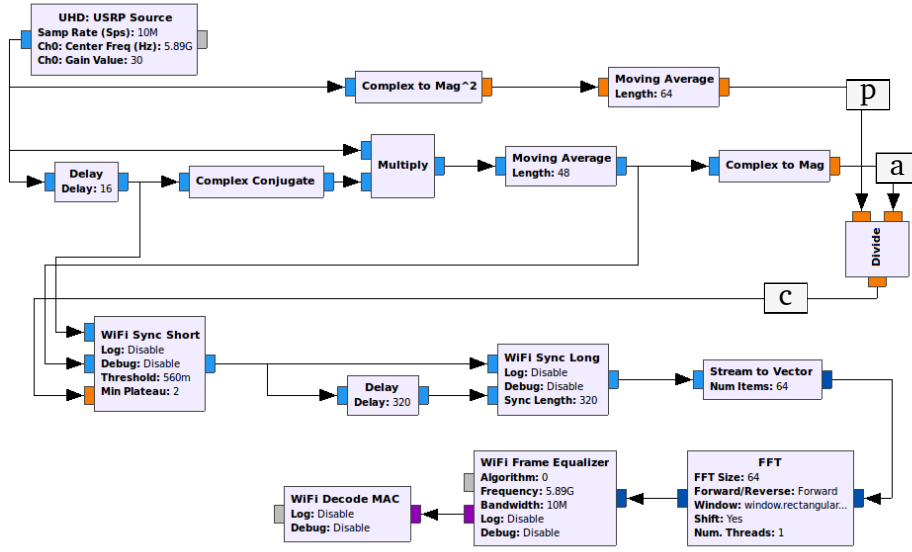 UHD: USRP Source
Samp Rate (Sps): 10M
Ch0: Center Freq (Hz): 5.89G
Ch0: Gain Value: 30
Complex to Mag^2
Moving Average
Length: 64
p
Delay
Delay: 16
Complex Conjugate
Multiply
Moving Average
Length: 48
Complex to Mag
a
Divide
c
WiFi Sync Short
Log: Disable
Debug: Disable
Threshold: 560m
Min Plateau: 2
Delay
Delay: 320
WiFi Sync Long
Log: Disable
Debug: Disable
Sync Length: 320
Stream to Vector
Num Items: 64
WiFi Decode MAC
Log: Disable
Debug: Disable
WiFi Frame Equalizer
Algorithm: 0
Frequency: 5.89G
Bandwidth: 10M
Log: Disable
Debug: Disable
FFT
FFT Size: 64
Forward/Reverse: Forward
Window: window.rectangular...
Shift: Yes
Num. Threads: 1